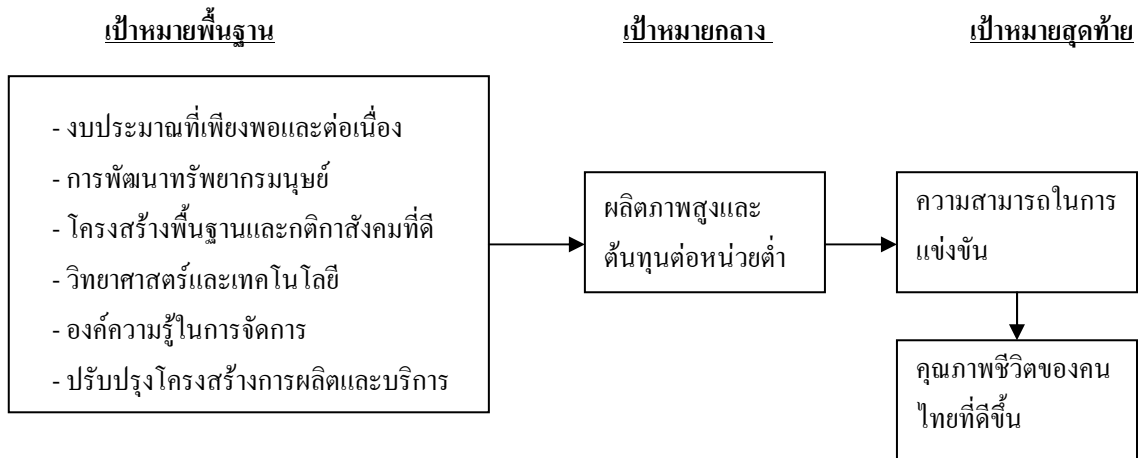 เป้าหมายพื้นฐาน
เป้าหมายกลาง
เป้าหมายสุดท้าย
- งบประมาณที่เพียงพอและต่อเนื่อง
- การพัฒนาทรัพยากรมนุษย์
- โครงสร้างพื้นฐานและกติกาสังคมที่ดี
- วิทยาศาสตร์และเทคโนโลยี
- องค์ความรู้ในการจัดการ
- ปรับปรุงโครงสร้างการผลิตและบริการ
ผลิตภาพสูงและ
ต้นทุนต่อหน่วยต่ำ
ความสามารถในการ
แข่งขัน
คุณภาพชีวิตของคน
ไทยที่ดีขึ้น